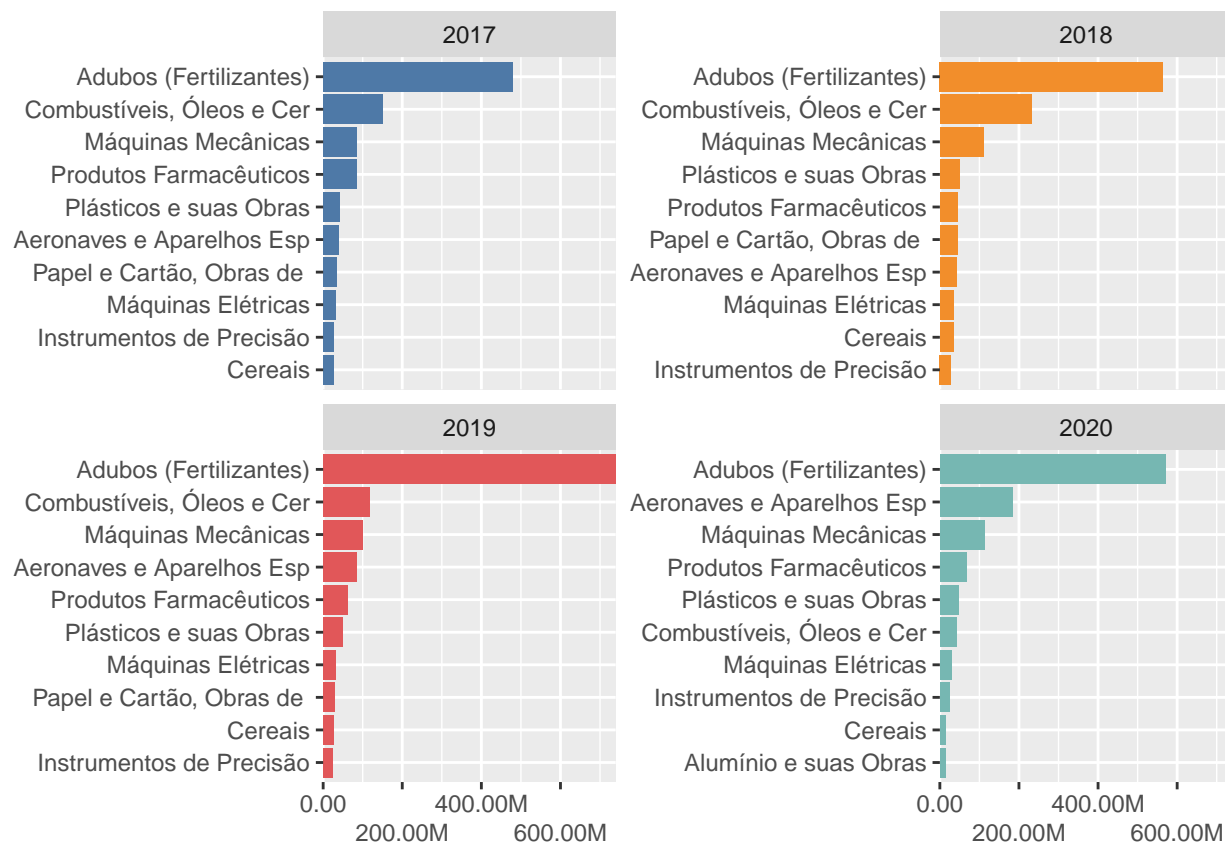 2017
Adubos (Fertilizantes)
Combustíveis, Óleos e Cer
Máquinas Mecânicas
Produtos Farmacêuticos
Plásticos e suas Obras
Aeronaves e Aparelhos Esp
Papel e Cartão, Obras de
Máquinas Elétricas
Instrumentos de Precisão
Cereais
2018
Adubos (Fertilizantes)
Combustíveis, Óleos e Cer
Máquinas Mecânicas
Plásticos e suas Obras
Produtos Farmacêuticos
Papel e Cartão, Obras de
Aeronaves e Aparelhos Esp
Máquinas Elétricas
Cereais
Instrumentos de Precisão
2019
Adubos (Fertilizantes)
Combustíveis, Óleos e Cer
Máquinas Mecânicas
Aeronaves e Aparelhos Esp
Produtos Farmacêuticos
Plásticos e suas Obras
Máquinas Elétricas
Papel e Cartão, Obras de
Cereais
Instrumentos de Precisão
0.00 400.00M
200.00M 600.00M
2020
Adubos (Fertilizantes)
Aeronaves e Aparelhos Esp
Máquinas Mecânicas
Produtos Farmacêuticos
Plásticos e suas Obras
Combustíveis, Óleos e Cer
Máquinas Elétricas
Instrumentos de Precisão
Cereais
Alumínio e suas Obras
0.00 400.00M
200.00M 600.00M